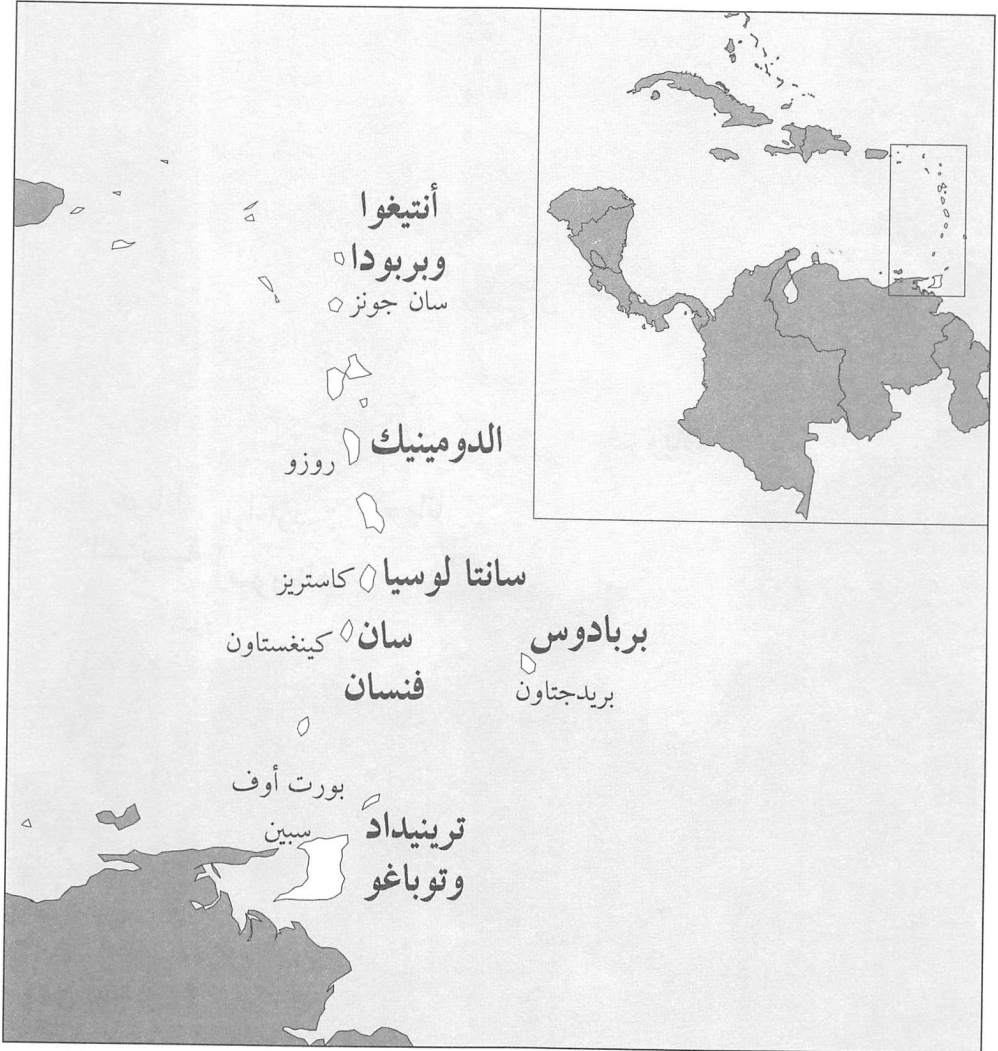 أنتيغوا
وبربودا
سان جونز
الدومينيك
روزو
سانتا لوسيا
كاستريز
سان
فنسان
كينغستاون
بربادوس
بريدجتاون
بورت أوف
سبين
ترينيداد
وتوباغو